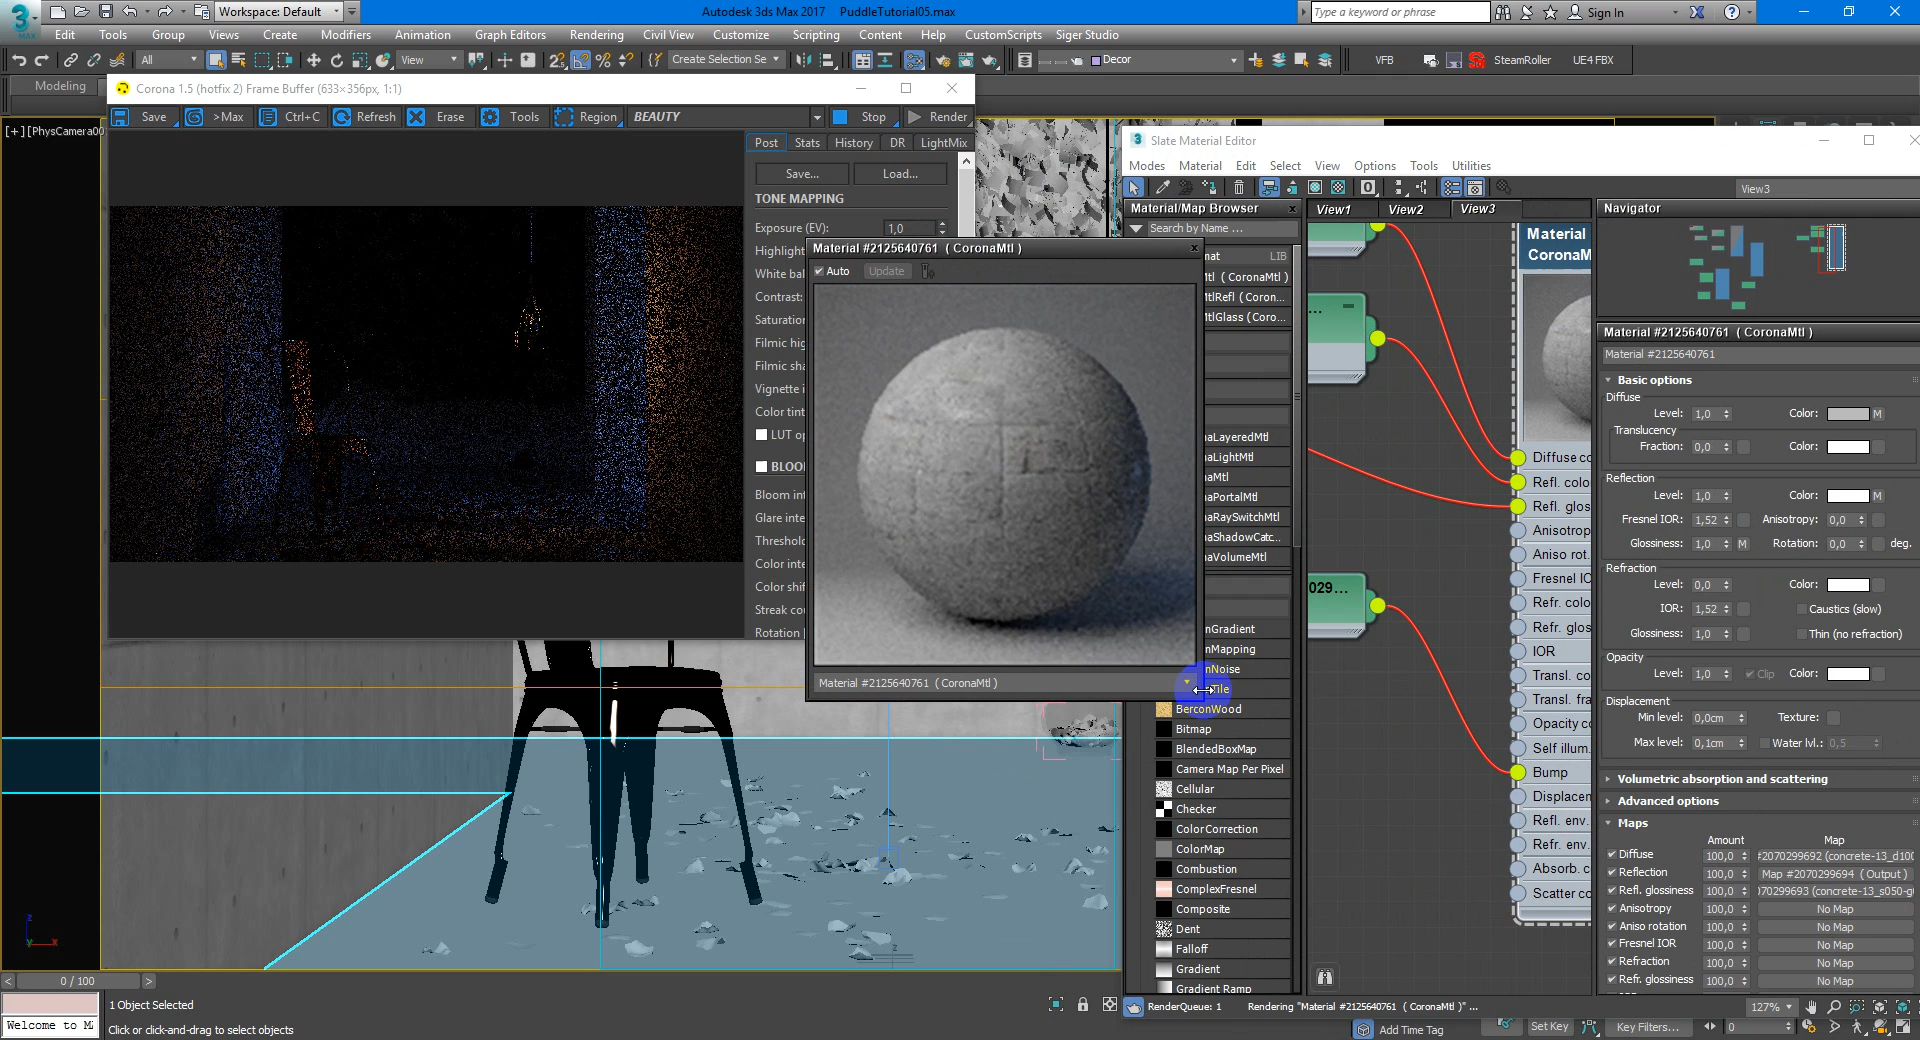 Workspace: Default
Autodesk 3ds Max 2017 PuddleTutorial05.max
Type a keyword or phrase
Sign In
MAX
Edit Tools Group Views Create Modifiers Animation Graph Editors Rendering Civil View Customize Scripting Content Help CustomScripts Siger Studio
All
View
Create Selection Se
Decor
VFB
SteamRoller
UE4 FBX
Modeling
Corona 1.5 (hotfix 2) Frame Buffer (633×356px, 1:1)
Save >Max Ctrl+C Refresh Erase Tools Region BEAUTY Stop Render
[+][PhysCamera00
Post Stats History DR LightMix
Save... Load...
TONE MAPPING
Exposure (EV): 1,0
Highlight
White bal
Contrast:
Saturatio
Filmic hig
Filmic sha
Vignette i
Color tint
LUT op
BLOO
Bloom int
Glare inte
Threshold
Color inte
Color shif
Streak co
Rotation
Material #2125640761 ( CoronaMtl )
Auto Update
Material #2125640761 ( CoronaMtl )
Slate Material Editor
Modes Material Edit Select View Options Tools Utilities
View3
Material/Map Browser
Search by Name ...
mat LIB
tl ( CoronaMtl )
tlRefl ( Coron...
tlGlass ( Coro...
aLayeredMtl
aLightMtl
aMtl
aPortalMtl
aRaySwitchMtl
aShadowCatc...
aVolumeMtl
nGradient
nMapping
nNoise
Tile
BerconWood
Bitmap
BlendedBoxMap
Camera Map Per Pixel
Cellular
Checker
ColorCorrection
ColorMap
Combustion
ComplexFresnel
Composite
Dent
Falloff
Gradient
Gradient Ramp
View1 View2 View3
029...
Material
CoronaM
Diffuse co
Refl. colo
Refl. glos
Anisotrop
Aniso rot.
Fresnel IO
Refr. colo
Refr. glos
IOR
Transl. co
Transl. fra
Opacity co
Self illum.
Bump
Displacen
Refl. env.
Refr. env.
Absorb. c
Scatter co
Navigator
Material #2125640761 ( CoronaMtl )
Material #2125640761
Basic options
Diffuse
Level: 1,0 Color: M
Translucency
Fraction: 0,0 Color:
Reflection
Level: 1,0 Color: M
Fresnel IOR: 1,52 Anisotropy: 0,0
Glossiness: 1,0 M Rotation: 0,0 deg.
Refraction
Level: 0,0 Color:
IOR: 1,52 Caustics (slow)
Glossiness: 1,0 Thin (no refraction)
Opacity
Level: 1,0 Clip Color:
Displacement
Min level: 0,0cm Texture:
Max level: 0,1cm Water lvl.: 0,5
Volumetric absorption and scattering
Advanced options
Maps
Amount Map
Diffuse 100,0 #2070299692 (concrete-13_d100
Reflection 100,0 Map #2070299694 ( Output )
Refl. glossiness 100,0 )70299693 (concrete-13_s050-g
Anisotropy 100,0 No Map
Aniso rotation 100,0 No Map
Fresnel IOR 100,0 No Map
Refraction 100,0 No Map
Refr. glossiness 100,0 No Map
0 / 100
1 Object Selected
Welcome to M
Click or click-and-drag to select objects
RenderQueue: 1
Rendering "Material #2125640761 ( CoronaMtl )" ...
127%
Add Time Tag
Set Key
Key Filters...
0